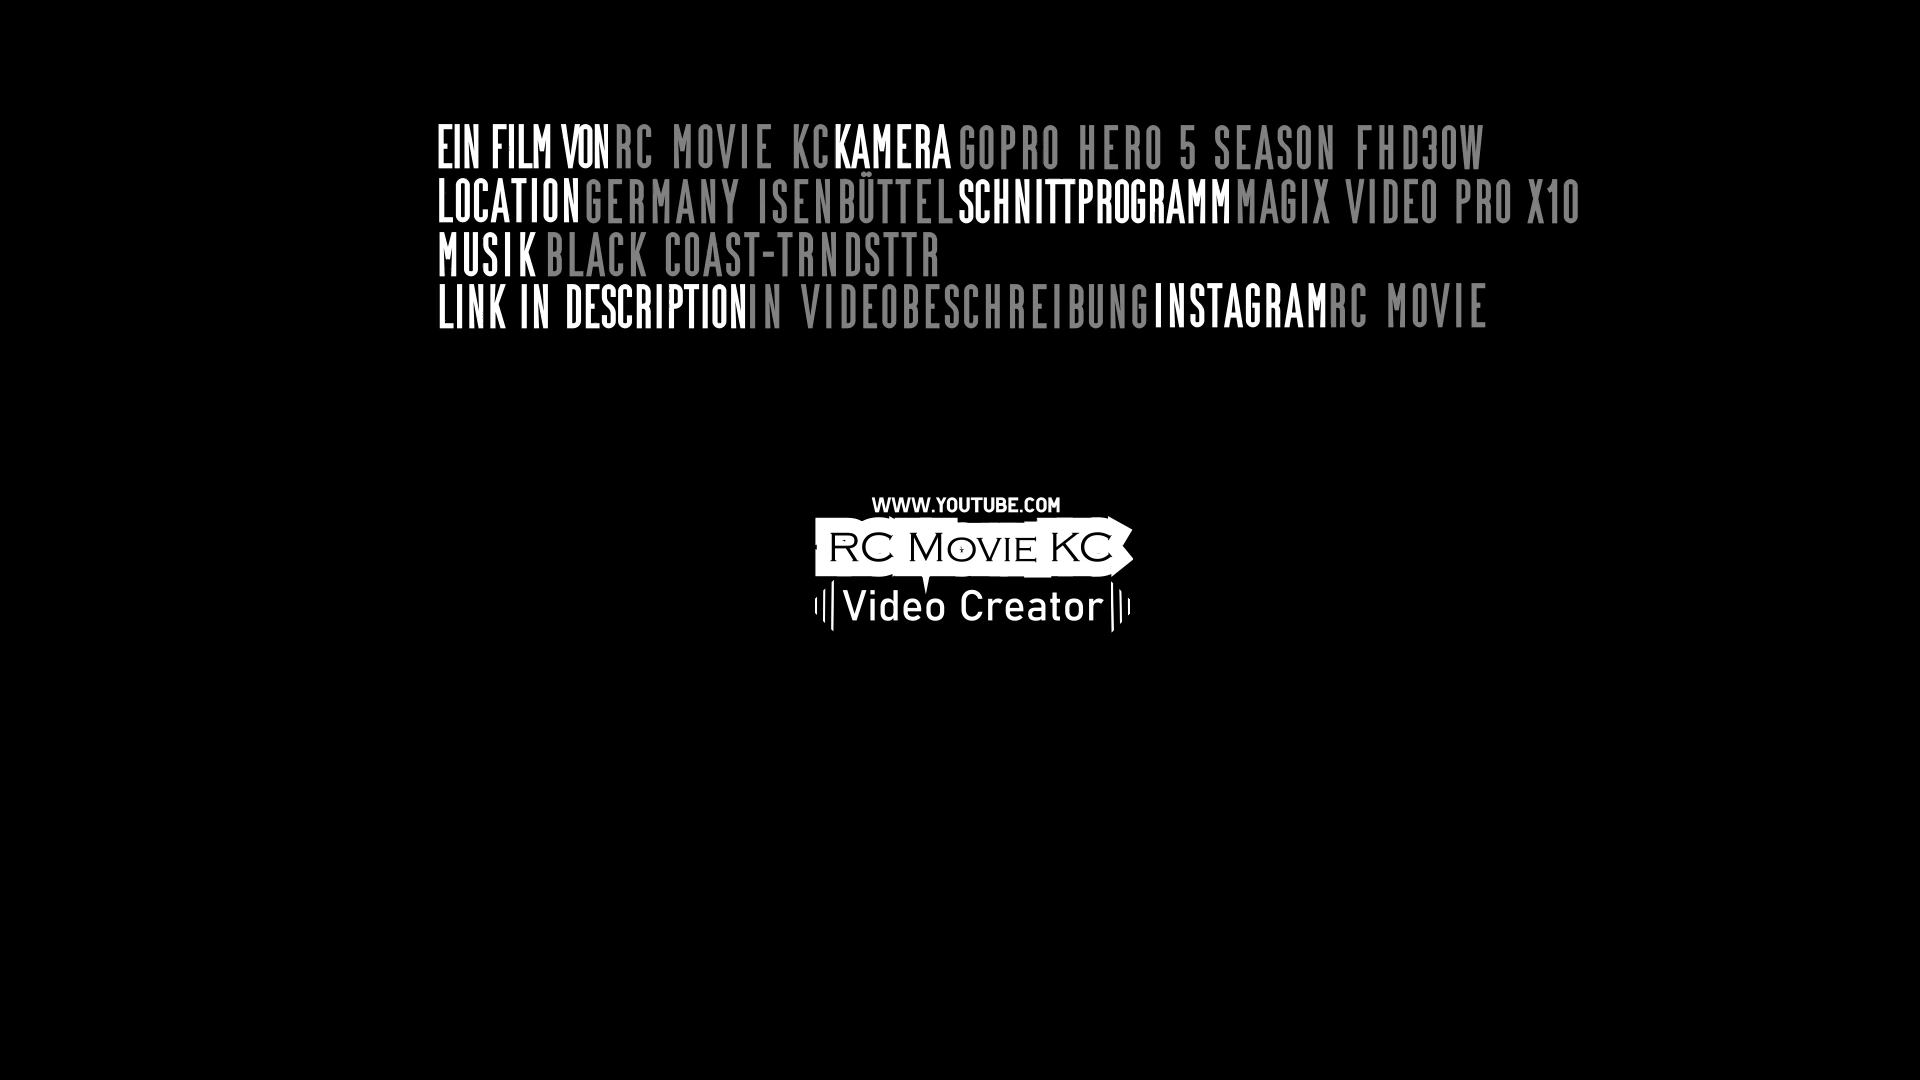 EIN FILM VON RC MOVIE KC KAMERA GOPRO HERO 5 SEASON FHD30W
LOCATION GERMANY ISENBÜTTEL SCHNITTPROGRAMM MAGIX VIDEO PRO X10
MUSIK BLACK COAST-TRNDSTTR
LINK IN DESCRIPTION IN VIDEOBESCHREIBUNG INSTAGRAM RC MOVIE
WWW.YOUTUBE.COM
RC MOVIE KC
Video Creator